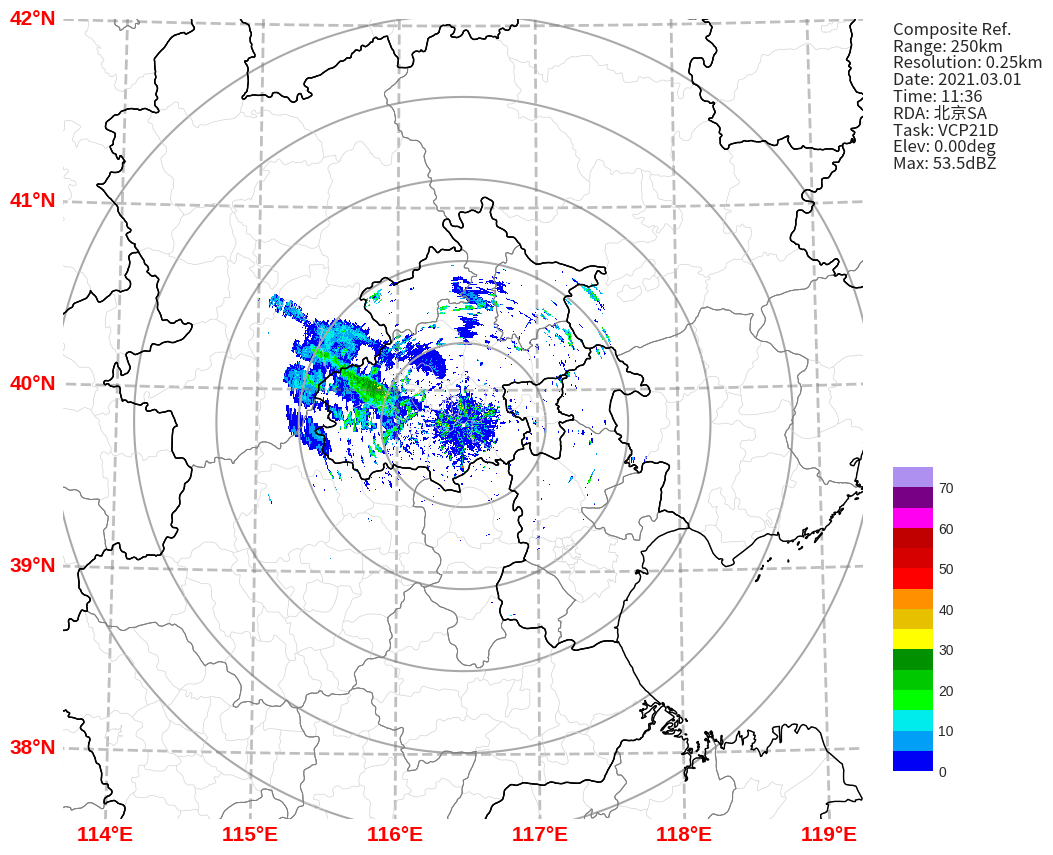 42°N
41°N
40°N
39°N
38°N
114°E
115°E
116°E
117°E
118°E
119°E
Composite Ref.
Range: 250km
Resolution: 0.25km
Date: 2021.03.01
Time: 11:36
RDA: 北京SA
Task: VCP21D
Elev: 0.00deg
Max: 53.5dBZ
70
60
50
40
30
20
10
0